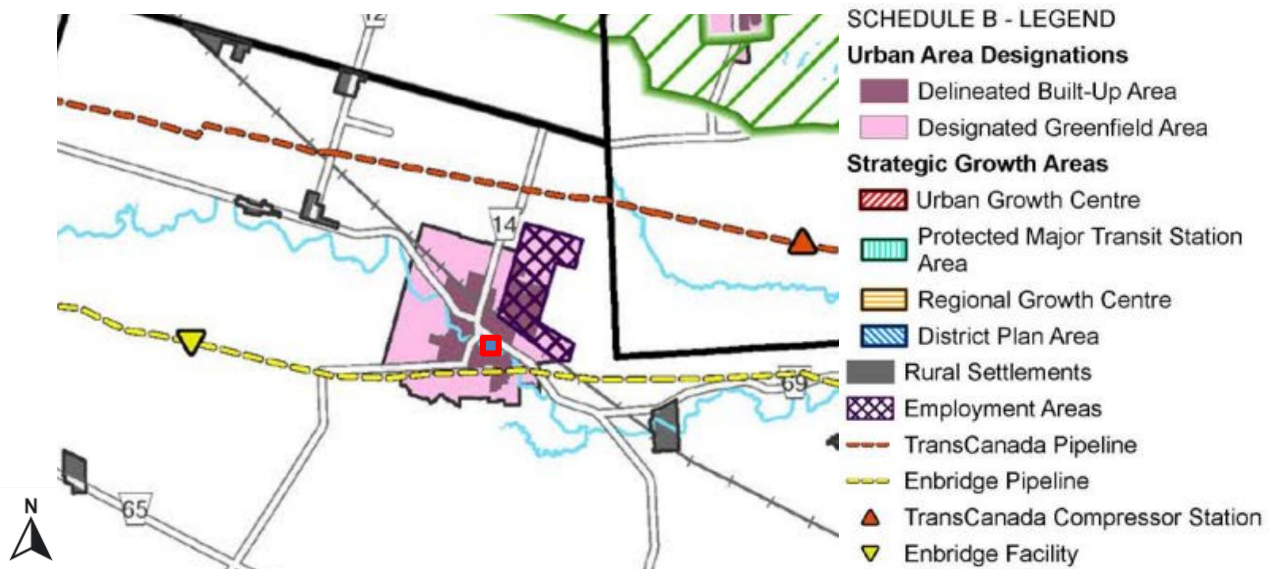 12
14
69
65
N
SCHEDULE B - LEGEND
Urban Area Designations
Delineated Built-Up Area
Designated Greenfield Area
Strategic Growth Areas
Urban Growth Centre
Protected Major Transit Station
Area
Regional Growth Centre
District Plan Area
Rural Settlements
Employment Areas
TransCanada Pipeline
Enbridge Pipeline
TransCanada Compressor Station
Enbridge Facility